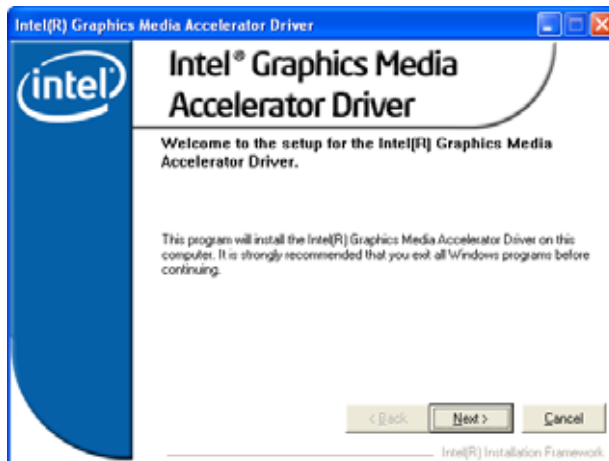 Intel(R) Graphics Media Accelerator Driver
intel
Intel® Graphics Media
Accelerator Driver
Welcome to the setup for the Intel(R) Graphics Media
Accelerator Driver.
This program will install the Intel(R) Graphics Media Accelerator Driver on this
computer. It is strongly recommended that you exit all Windows programs before
continuing.
< Back
Next >
Cancel
Intel(R) Installation Framework